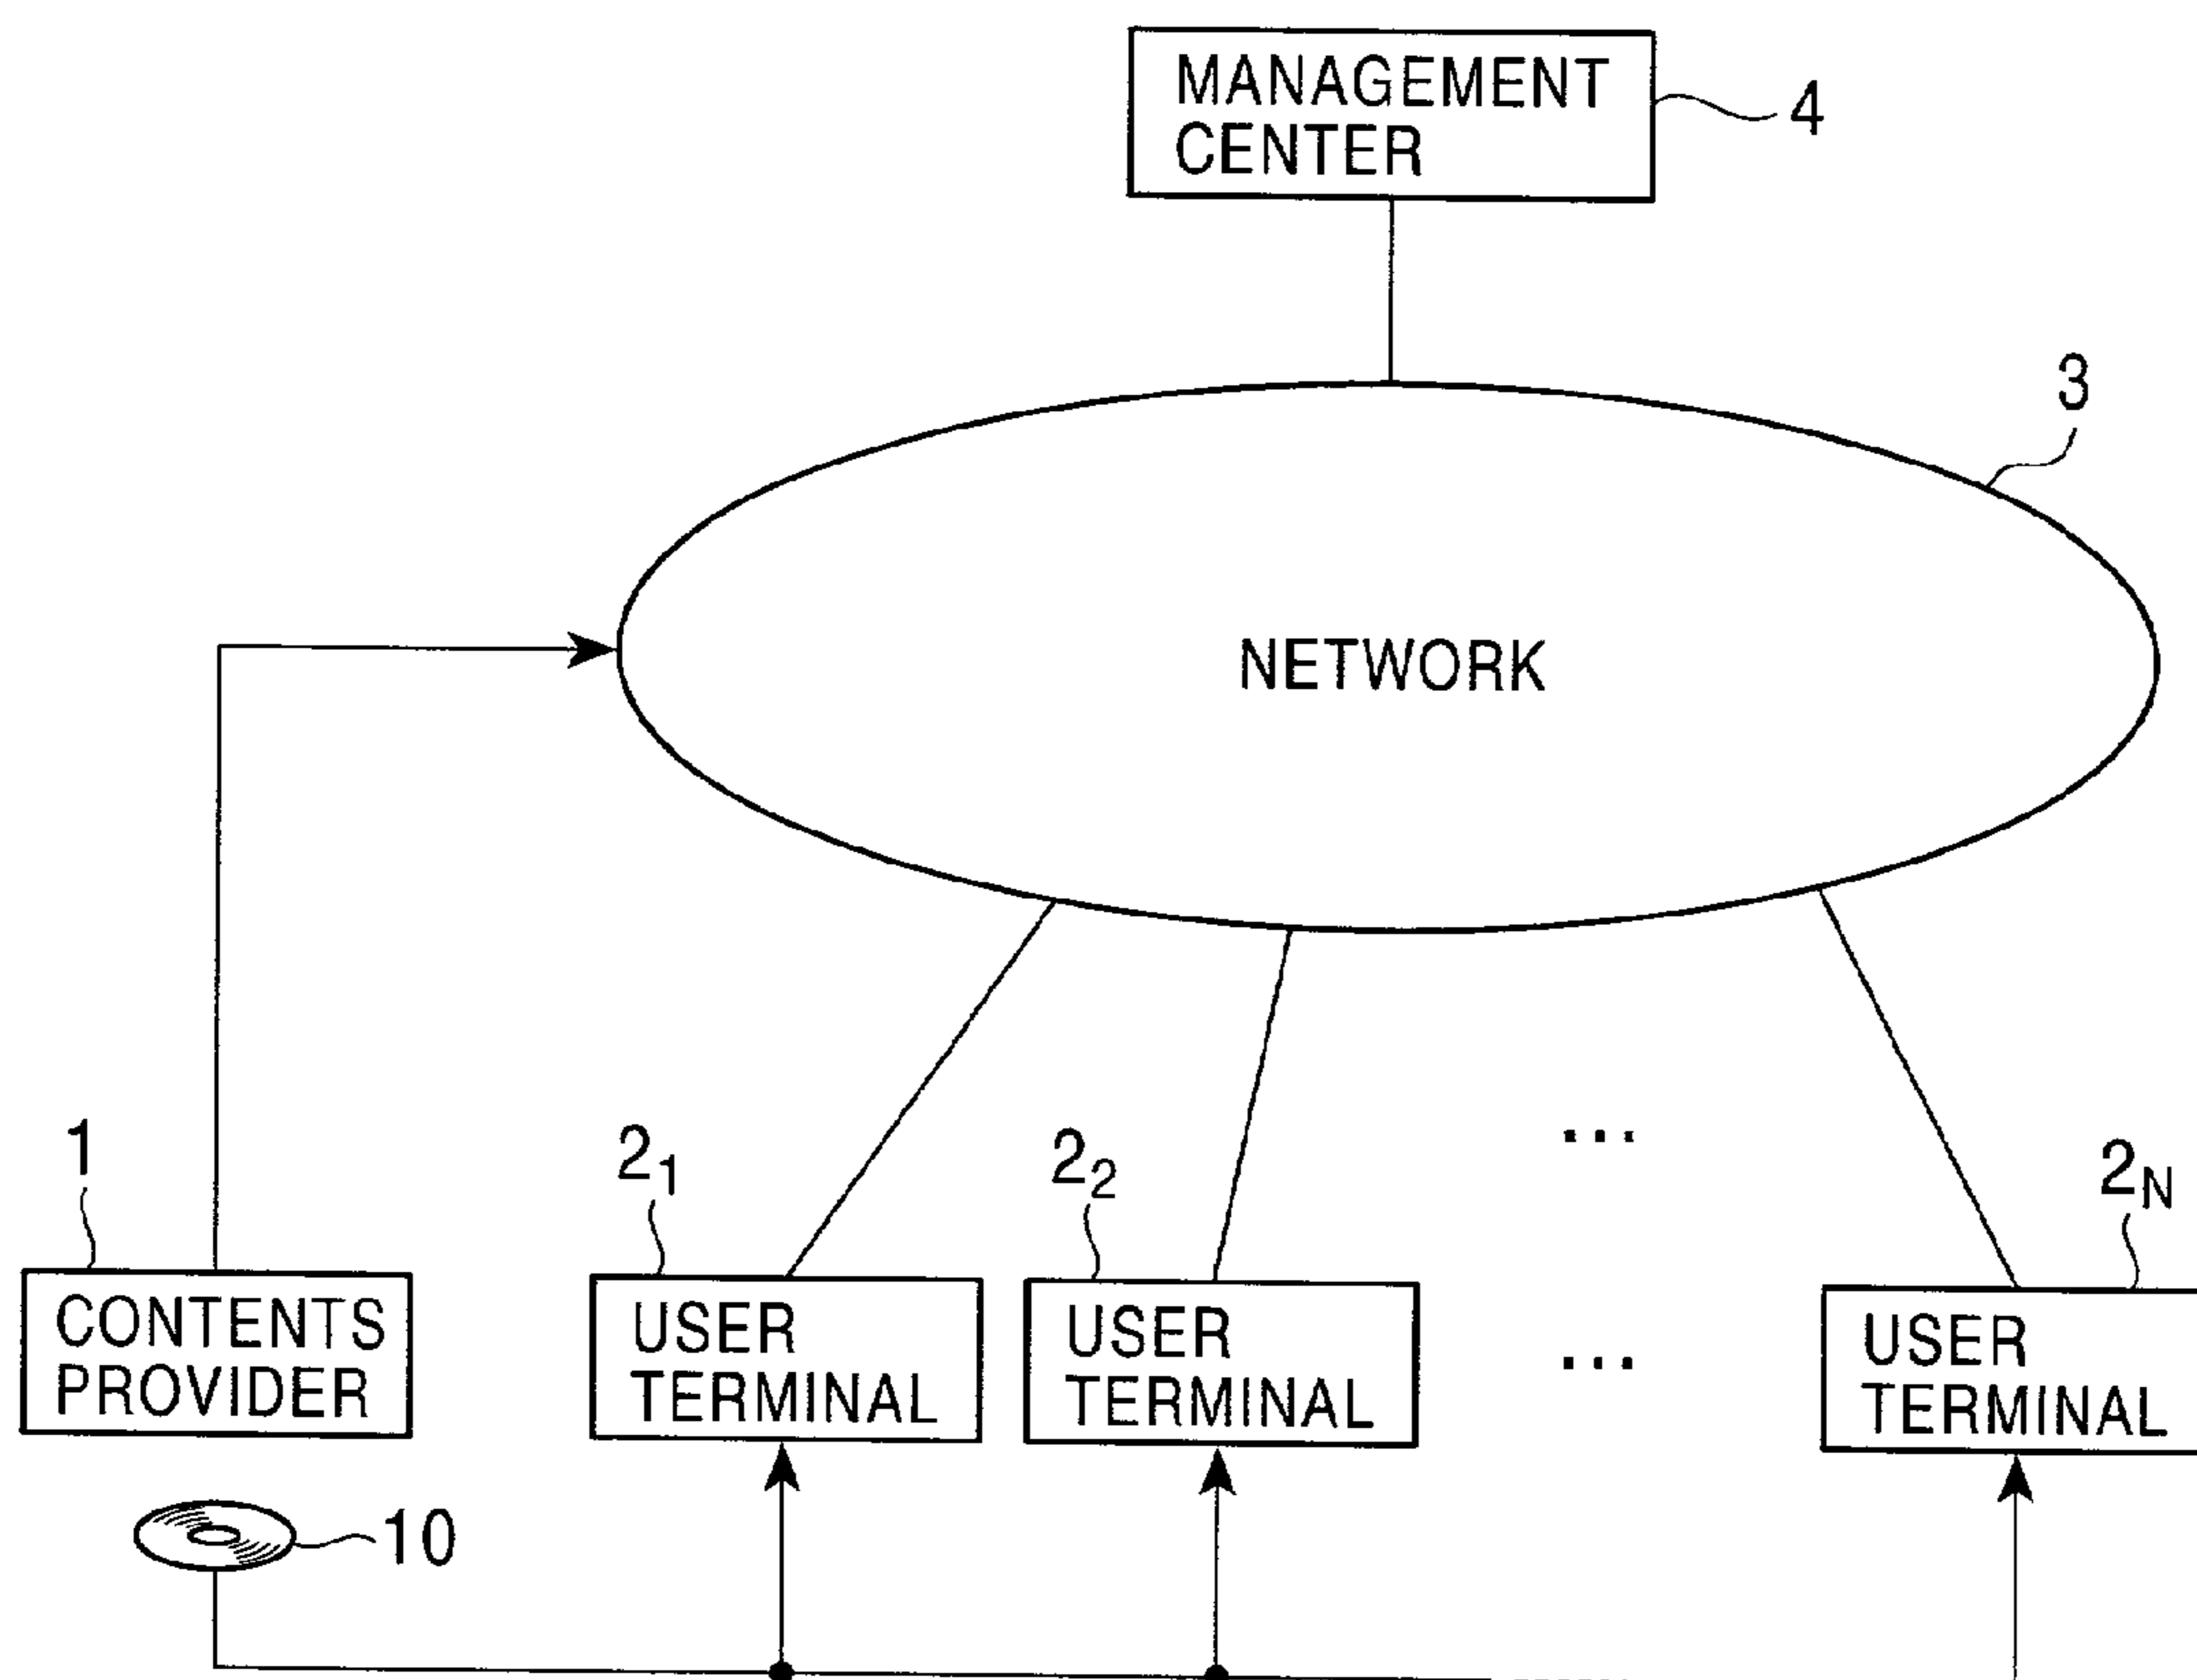 MANAGEMENT
CENTER
4
3
NETWORK
1
2₁
2₂
...
2N
CONTENTS
PROVIDER
USER
TERMINAL
USER
TERMINAL
...
USER
TERMINAL
10